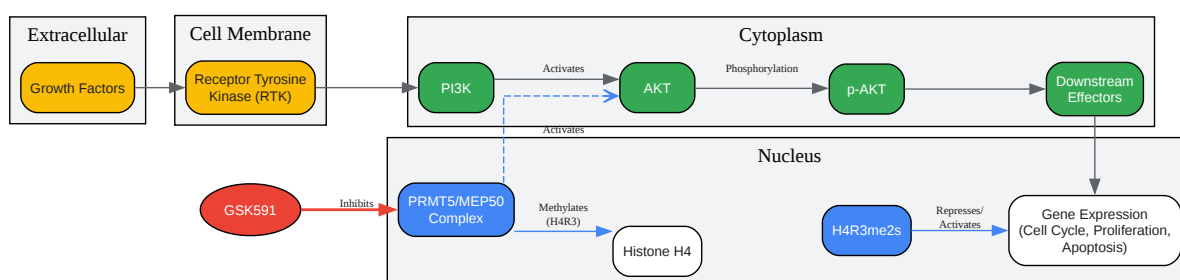 Extracellular
Growth Factors
Cell Membrane
Receptor Tyrosine
Kinase (RTK)
Cytoplasm
PI3K
Activates
AKT
Phosphorylation
p-AKT
Downstream
Effectors
Activates
Nucleus
GSK591
Inhibits
PRMT5/MEP50
Complex
Methylates
(H4R3)
Histone H4
H4R3me2s
Represses/
Activates
Gene Expression
(Cell Cycle, Proliferation,
Apoptosis)